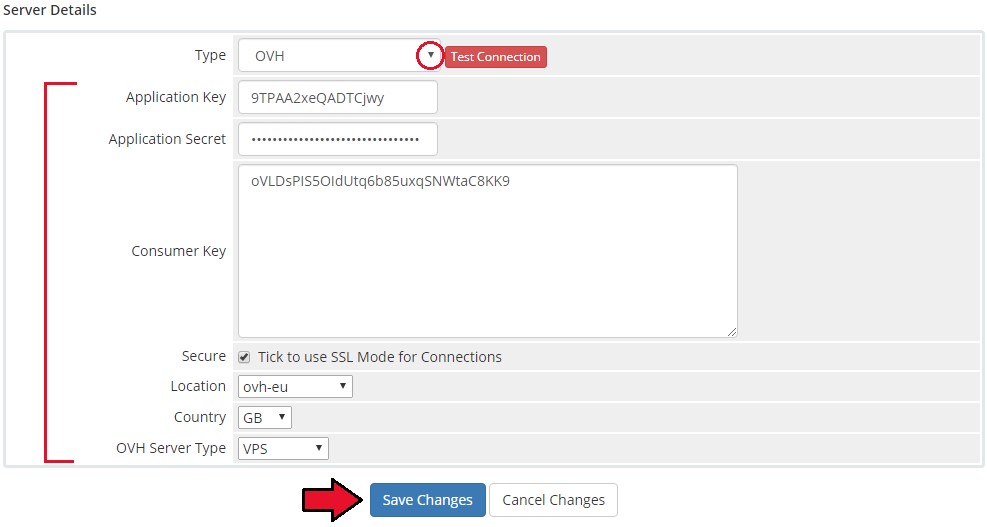 Server Details
Type OVH Test Connection
Application Key 9TPAA2xeQADTCjwy
Application Secret ••••••••••••••••••••••••••••••••
Consumer Key oVLDsPIS5OIdUtq6b85uxqSNWtaC8KK9
Secure Tick to use SSL Mode for Connections
Location ovh-eu
Country GB
OVH Server Type VPS
Save Changes Cancel Changes